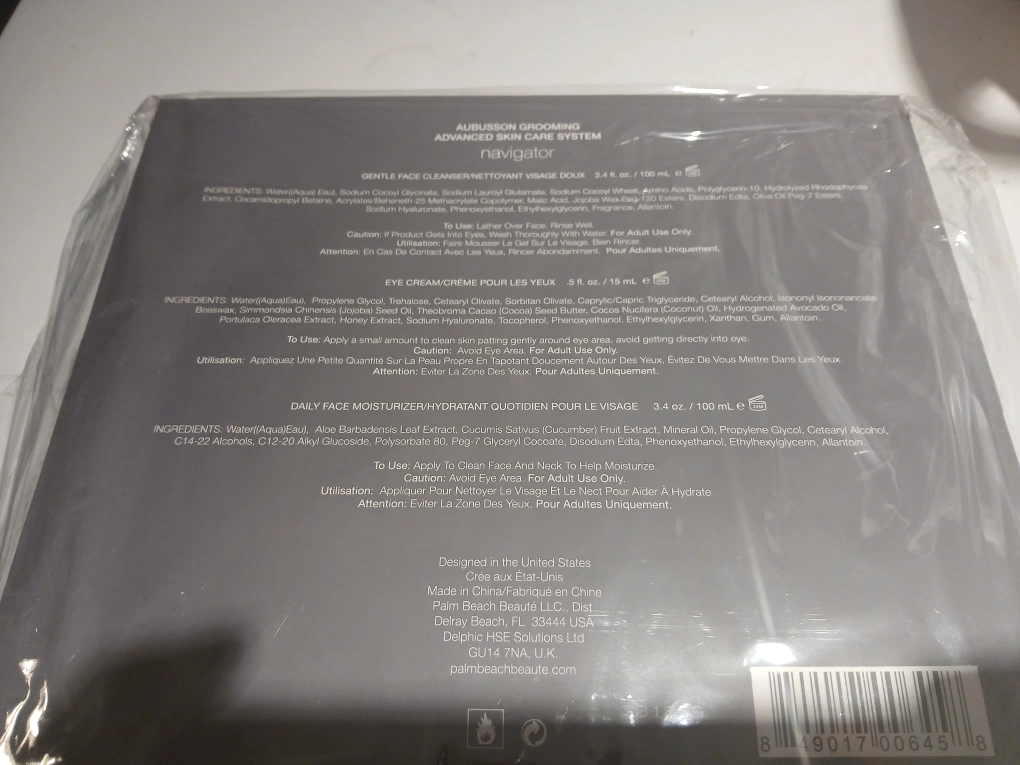 AUBUSSON GROOMING
ADVANCED SKIN CARE SYSTEM
navigator
GENTLE FACE CLEANSER/NETTOYANT VISAGE DOUX 3.4 fl. oz. / 100 mL e
INGREDIENTS: Water((Aqua) Eau), Sodium Cocoyl Glycinate, Sodium Lauroyl Glutamate, Sodium Cocoyl Wheat, Amino Acids, Polyglycerin-10, Hydrolyzed Rhodophycea
Extract, Cocamidopropyl Betaine, Acrylates/Beheneth-25 Methacrylate Copolymer, Malic Acid, Jojoba Wax Peg-120 Esters, Disodium Edta, Olive Oil Peg-7 Esters,
Sodium Hyaluronate, Phenoxyethanol, Ethylhexylglycerin, Fragrance, Allantoin.
To Use: Lather Over Face. Rinse Well.
Caution: If Product Gets Into Eyes, Wash Thoroughly With Water. For Adult Use Only.
Utilisation: Faire Mousser Le Gel Sur Le Visage. Bien Rincer.
Attention: En Cas De Contact Avec Les Yeux, Rincer Abondamment. Pour Adultes Uniquement.
EYE CREAM/CRÉME POUR LES YEUX .5 fl. oz. / 15 mL e
INGREDIENTS: Water((Aqua)Eau), Propylene Glycol, Trehalose, Cetearyl Olivate, Sorbitan Olivate, Caprylic/Capric Triglyceride, Cetearyl Alcohol, Isononyl Isononanoate,
Beeswax, Simmondsia Chinensis (Jojoba) Seed Oil, Theobroma Cacao (Cocoa) Seed Butter, Cocos Nucifera (Coconut) Oil, Hydrogenated Avocado Oil,
Portulaca Oleracea Extract, Honey Extract, Sodium Hyaluronate, Tocopherol, Phenoxyethanol, Ethylhexylglycerin, Xanthan, Gum, Allantoin.
To Use: Apply a small amount to clean skin patting gently around eye area, avoid getting directly into eye.
Caution: Avoid Eye Area. For Adult Use Only.
Utilisation: Appliquez Une Petite Quantité Sur La Peau Propre En Tapotant Doucement Autour Des Yeux, Évitez De Vous Mettre Dans Les Yeux.
Attention: Eviter La Zone Des Yeux. Pour Adultes Uniquement.
DAILY FACE MOISTURIZER/HYDRATANT QUOTIDIEN POUR LE VISAGE 3.4 oz. / 100 mL e 24M
INGREDIENTS: Water((Aqua)Eau), Aloe Barbadensis Leaf Extract, Cucumis Sativus (Cucumber) Fruit Extract, Mineral Oil, Propylene Glycol, Cetearyl Alcohol,
C14-22 Alcohols, C12-20 Alkyl Glucoside, Polysorbate 80, Peg-7 Glyceryl Cocoate, Disodium Edta, Phenoxyethanol, Ethylhexylglycerin, Allantoin.
To Use: Apply To Clean Face And Neck To Help Moisturize.
Caution: Avoid Eye Area. For Adult Use Only.
Utilisation: Appliquer Pour Nettoyer Le Visage Et Le Nect Pour Aider À Hydrate
Attention: Eviter La Zone Des Yeux. Pour Adultes Uniquement.
Designed in the United States
Crée aux État-Unis
Made in China/Fabriqué en Chine
Palm Beach Beauté LLC., Dist.
Delray Beach, FL 33444 USA
Delphic HSE Solutions Ltd
GU14 7NA, U.K.
palmbeachbeaute.com
8 49017 00645 8